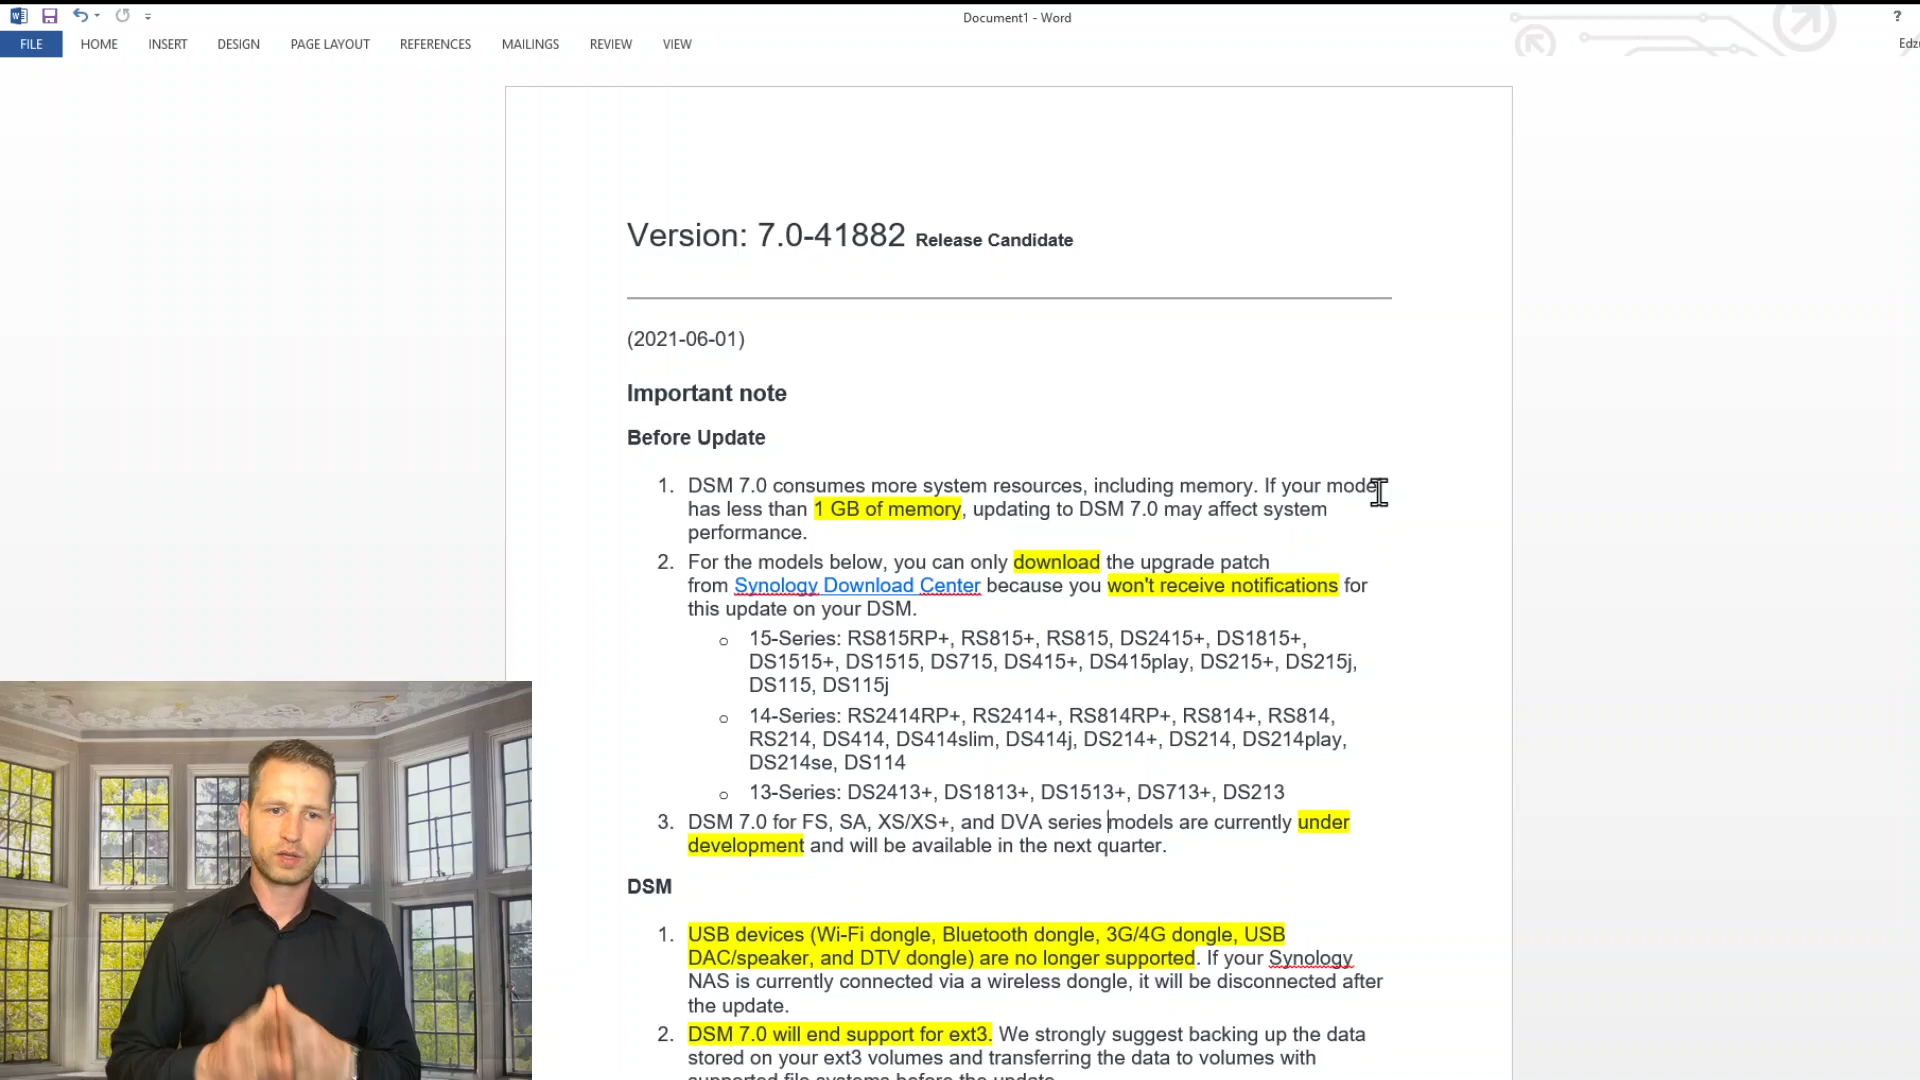 Document1 - Word
?
FILE HOME INSERT DESIGN PAGE LAYOUT REFERENCES MAILINGS REVIEW VIEW
Version: 7.0-41882 Release Candidate
(2021-06-01)
Important note
Before Update
1. DSM 7.0 consumes more system resources, including memory. If your model
has less than 1 GB of memory, updating to DSM 7.0 may affect system
performance.
2. For the models below, you can only download the upgrade patch
from Synology Download Center because you won't receive notifications for
this update on your DSM.
o 15-Series: RS815RP+, RS815+, RS815, DS2415+, DS1815+,
DS1515+, DS1515, DS715, DS415+, DS415play, DS215+, DS215j,
DS115, DS115j
o 14-Series: RS2414RP+, RS2414+, RS814RP+, RS814+, RS814,
RS214, DS414, DS414slim, DS414j, DS214+, DS214, DS214play,
DS214se, DS114
o 13-Series: DS2413+, DS1813+, DS1513+, DS713+, DS213
3. DSM 7.0 for FS, SA, XS/XS+, and DVA series models are currently under
development and will be available in the next quarter.
DSM
1. USB devices (Wi-Fi dongle, Bluetooth dongle, 3G/4G dongle, USB
DAC/speaker, and DTV dongle) are no longer supported. If your Synology
NAS is currently connected via a wireless dongle, it will be disconnected after
the update.
2. DSM 7.0 will end support for ext3. We strongly suggest backing up the data
stored on your ext3 volumes and transferring the data to volumes with
supported file systems before the update.